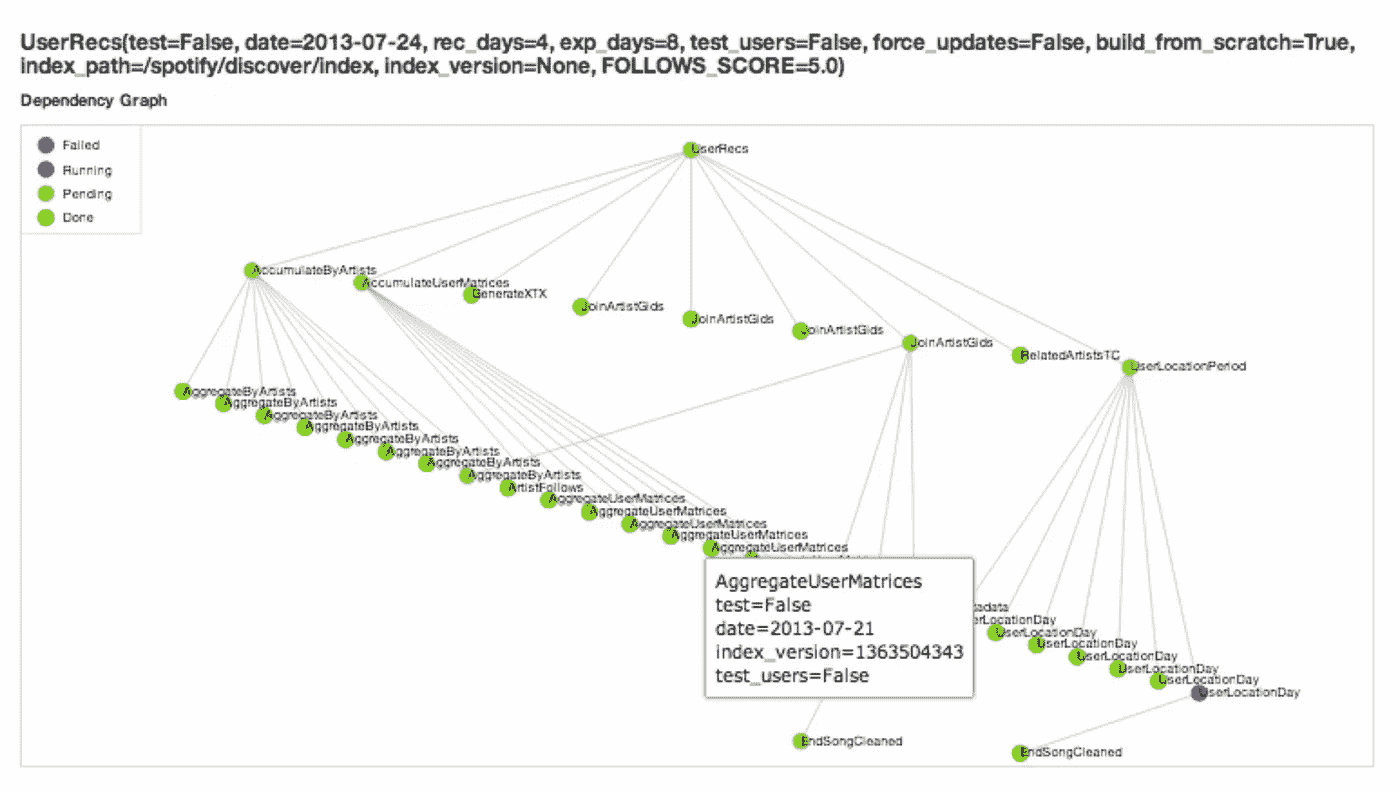 UserRecs(test=False, date=2013-07-24, rec_days=4, exp_days=8, test_users=False, force_updates=False, build_from_scratch=True,
index_path=/spotify/discover/index, index_version=None, FOLLOWS_SCORE=5.0)
Dependency Graph
Failed
Running
Pending
Done
UserRecs
AccumulateByArtists
AccumulateUserMatrices
GenerateXTX
JoinArtistGids
JoinArtistGids
JoinArtistGids
JoinArtistGids
RelatedArtistsTC
UserLocationPeriod
AggregateByArtists
AggregateByArtists
AggregateByArtists
AggregateByArtists
AggregateByArtists
AggregateByArtists
AggregateByArtists
AggregateByArtists
ArtistFollows
AggregateUserMatrices
AggregateUserMatrices
AggregateUserMatrices
AggregateUserMatrices
AggregateUserMatrices
AggregateUserMatrices
test=False
date=2013-07-21
index_version=1363504343
test_users=False
adata
erLocationDay
UserLocationDay
UserLocationDay
UserLocationDay
UserLocationDay
UserLocationDay
UserLocationDay
EndSongCleaned
EndSongCleaned